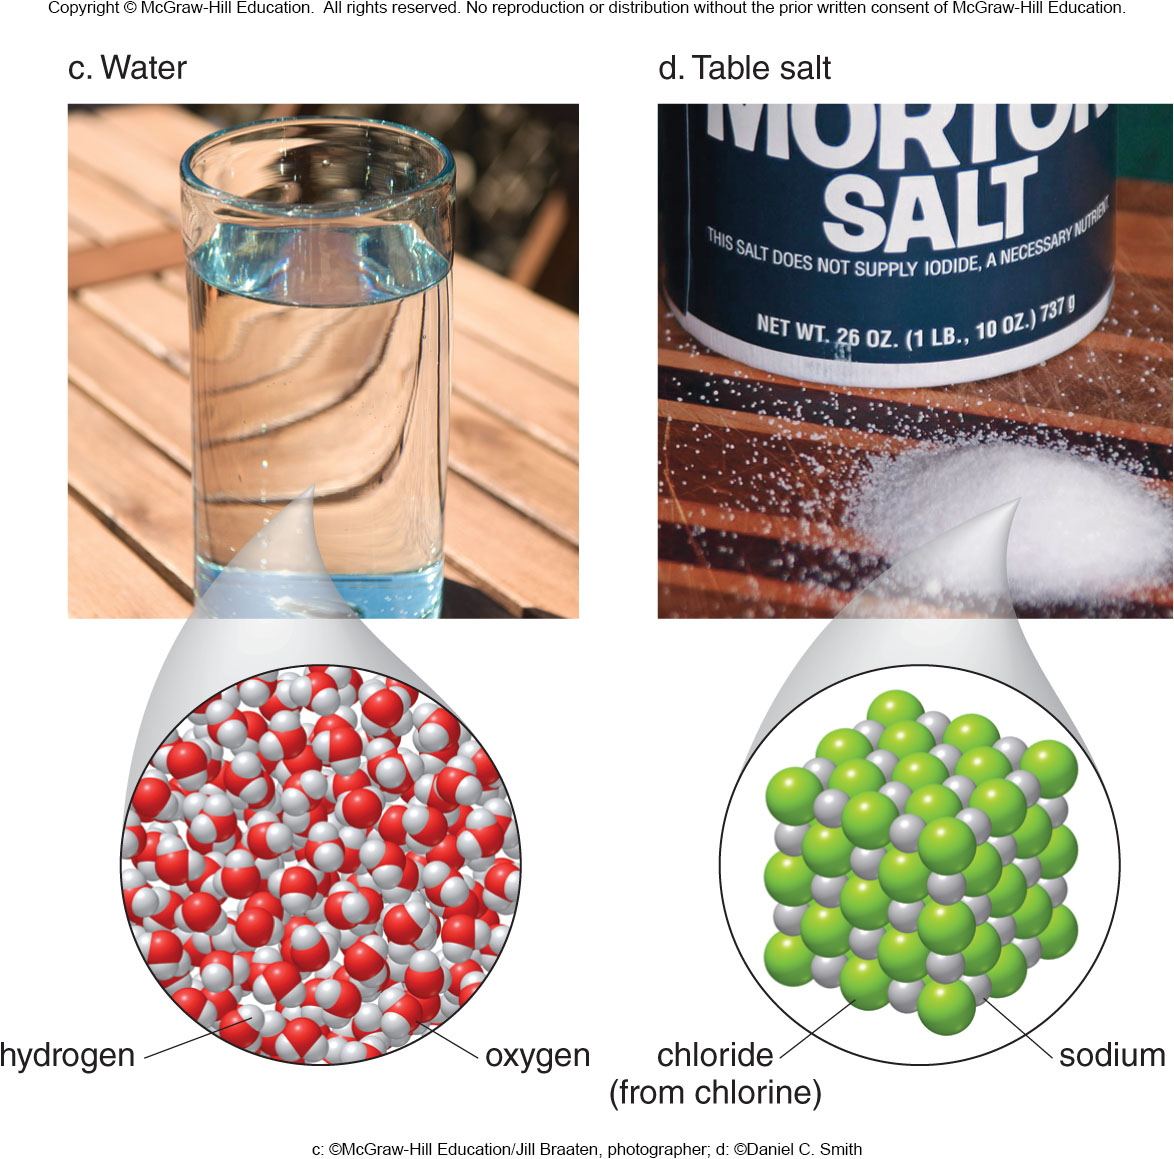 Copyright © McGraw-Hill Education.  All rights reserved. No reproduction or distribution without the prior written consent of McGraw-Hill Education.
c. Water
d. Table salt
MORTON
SALT
THIS SALT DOES NOT SUPPLY IODIDE, A NECESSARY NUTRIENT.
NET WT. 26 OZ. (1 LB., 10 OZ.) 737 g
hydrogen
oxygen
chloride
(from chlorine)
sodium
c: ©McGraw-Hill Education/Jill Braaten, photographer; d: ©Daniel C. Smith